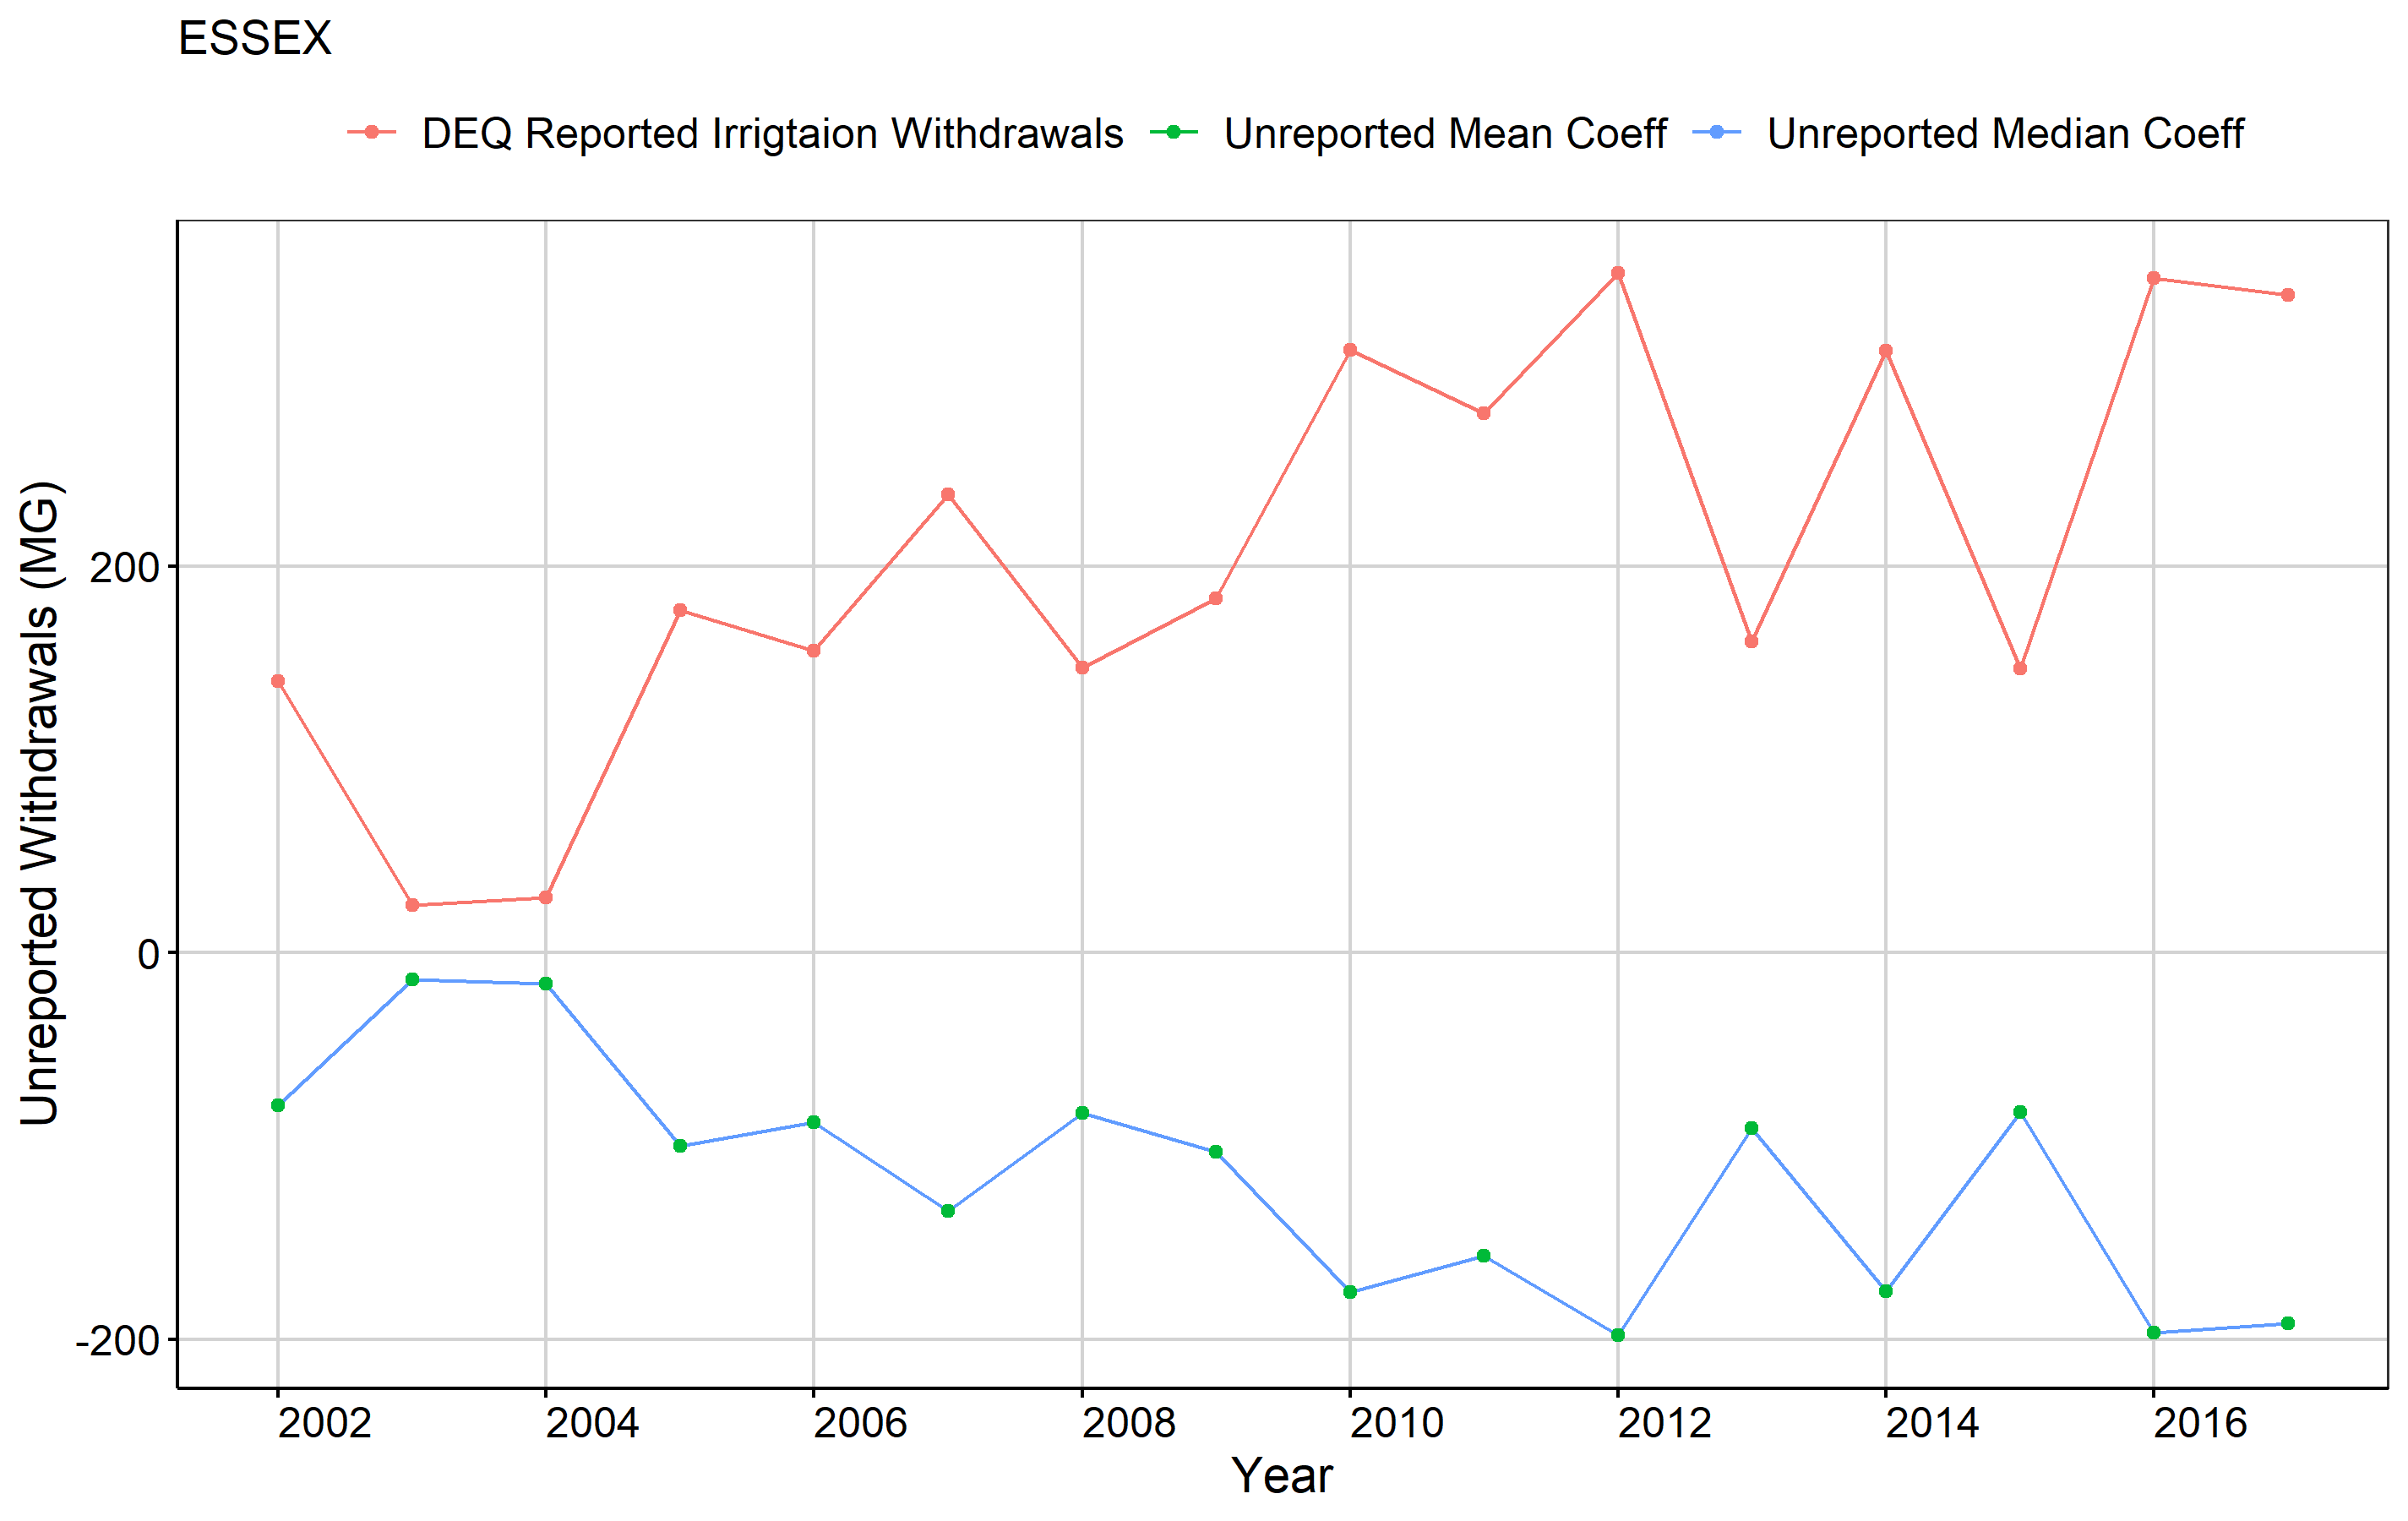 ESSEX
DEQ Reported Irrigtaion Withdrawals Unreported Mean Coeff Unreported Median Coeff
Unreported Withdrawals (MG)
200
0
-200
2002 2004 2006 2008 2010 2012 2014 2016
Year